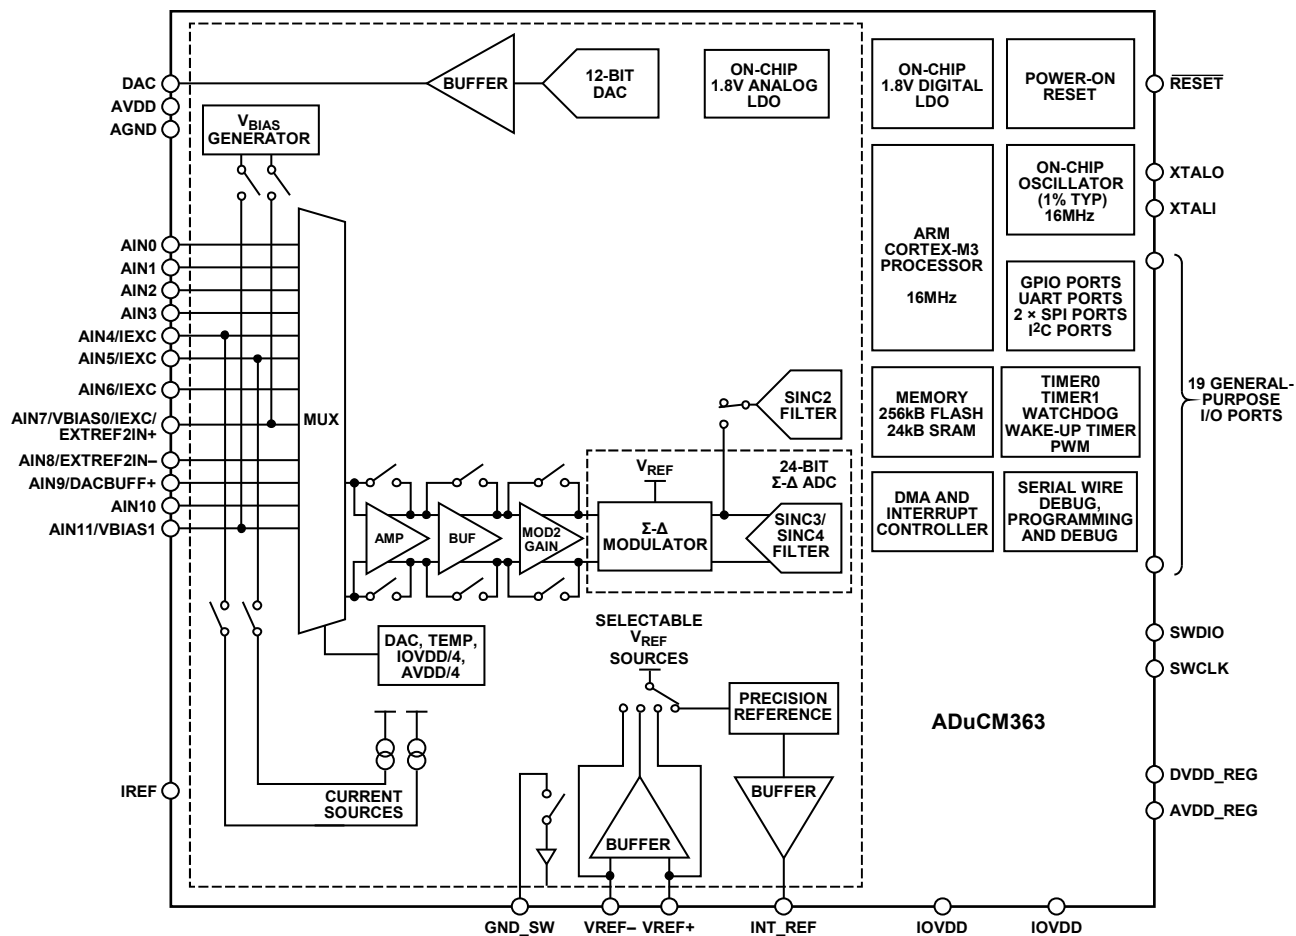 DAC
AVDD
AGND
VBIAS
GENERATOR
BUFFER
12-BIT
DAC
ON-CHIP
1.8V ANALOG
LDO
ON-CHIP
1.8V DIGITAL
LDO
POWER-ON
RESET
RESET
ARM
CORTEX-M3
PROCESSOR
16MHz
ON-CHIP
OSCILLATOR
(1% TYP)
16MHz
XTALO
XTALI
GPIO PORTS
UART PORTS
2 × SPI PORTS
I2C PORTS
AIN0
AIN1
AIN2
AIN3
AIN4/IEXC
AIN5/IEXC
AIN6/IEXC
AIN7/VBIAS0/IEXC/
EXTREF2IN+
AIN8/EXTREF2IN–
AIN9/DACBUFF+
AIN10
AIN11/VBIAS1
MUX
SINC2
FILTER
MEMORY
256kB FLASH
24kB SRAM
TIMER0
TIMER1
WATCHDOG
WAKE-UP TIMER
PWM
19 GENERAL-
PURPOSE
I/O PORTS
AMP
BUF
MOD2
GAIN
VREF
Σ-Δ
MODULATOR
24-BIT
Σ-Δ ADC
SINC3/
SINC4
FILTER
DMA AND
INTERRUPT
CONTROLLER
SERIAL WIRE
DEBUG,
PROGRAMMING
AND DEBUG
DAC, TEMP,
IOVDD/4,
AVDD/4
SELECTABLE
VREF
SOURCES
PRECISION
REFERENCE
SWDIO
SWCLK
ADuCM363
IREF
CURRENT
SOURCES
BUFFER
BUFFER
DVDD_REG
AVDD_REG
GND_SW
VREF–
VREF+
INT_REF
IOVDD
IOVDD